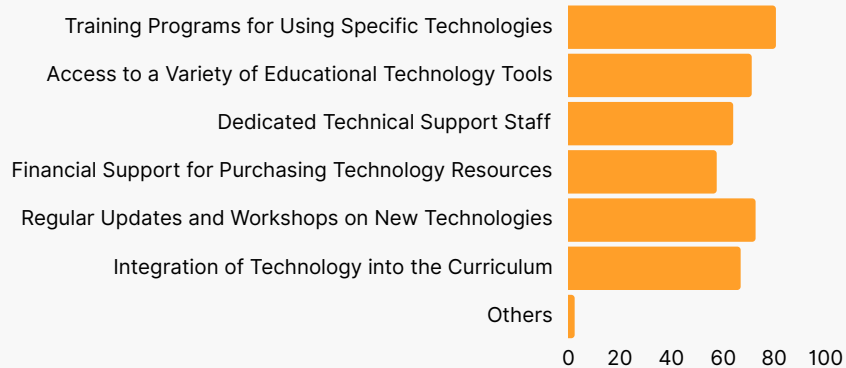 Training Programs for Using Specific Technologies
Access to a Variety of Educational Technology Tools
Dedicated Technical Support Staff
Financial Support for Purchasing Technology Resources
Regular Updates and Workshops on New Technologies
Integration of Technology into the Curriculum
Others
0 20 40 60 80 100